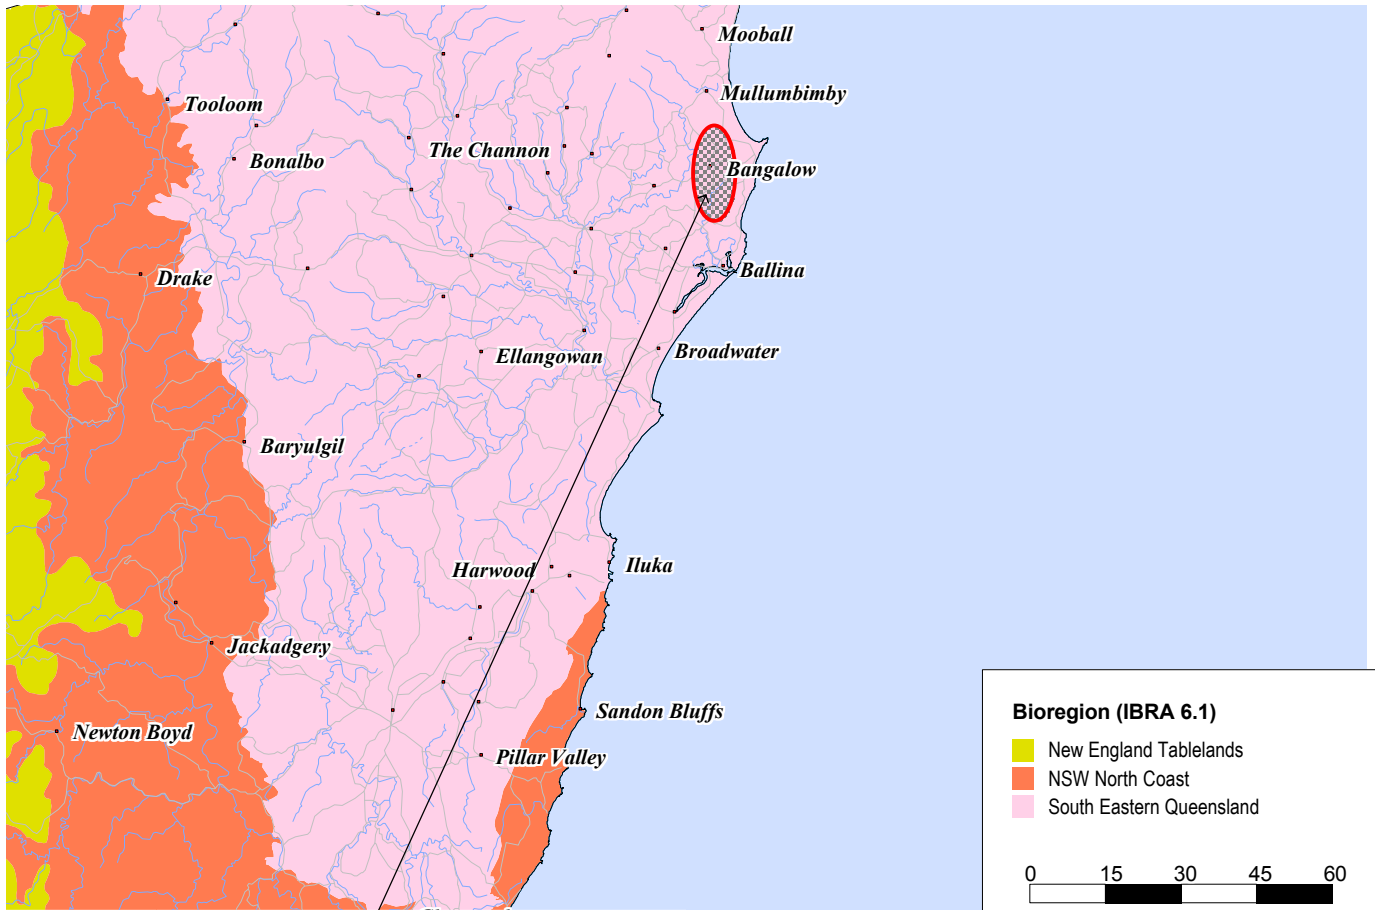 Mooball
Mullumbimby
Tooloom
The Channon
Bonalbo
Bangalow
Ballina
Drake
Broadwater
Ellangowan
Baryulgil
Harwood
Iluka
Jackadgery
Sandon Bluffs
Newton Boyd
Pillar Valley
Bioregion (IBRA 6.1)
New England Tablelands
NSW North Coast
South Eastern Queensland
0 15 30 45 60